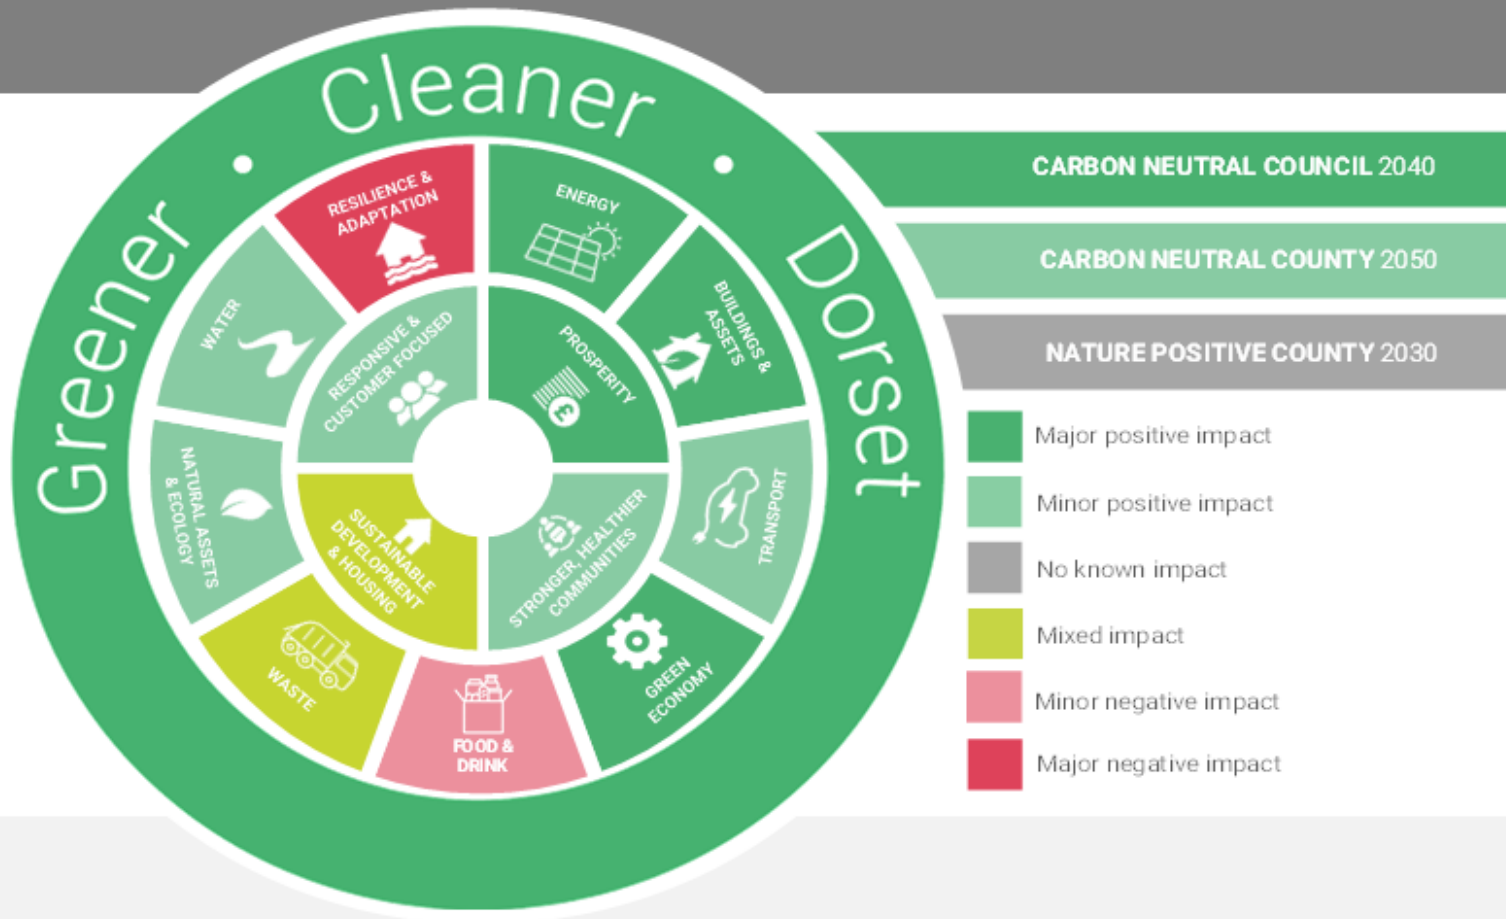 Greener
Cleaner
Dorset
RESILIENCE &
ADAPTATION
ENERGY
BUILDINGS &
ASSETS
TRANSPORT
GREEN
ECONOMY
FOOD &
DRINK
WASTE
NATURAL ASSETS
& ECOLOGY
WATER
RESPONSIVE &
CUSTOMER FOCUSED
PROSPERITY
£
STRONGER, HEALTHIER
COMMUNITIES
SUSTAINABLE
DEVELOPMENT
& HOUSING
CARBON NEUTRAL COUNCIL 2040
CARBON NEUTRAL COUNTY 2050
NATURE POSITIVE COUNTY 2030
Major positive impact
Minor positive impact
No known impact
Mixed impact
Minor negative impact
Major negative impact